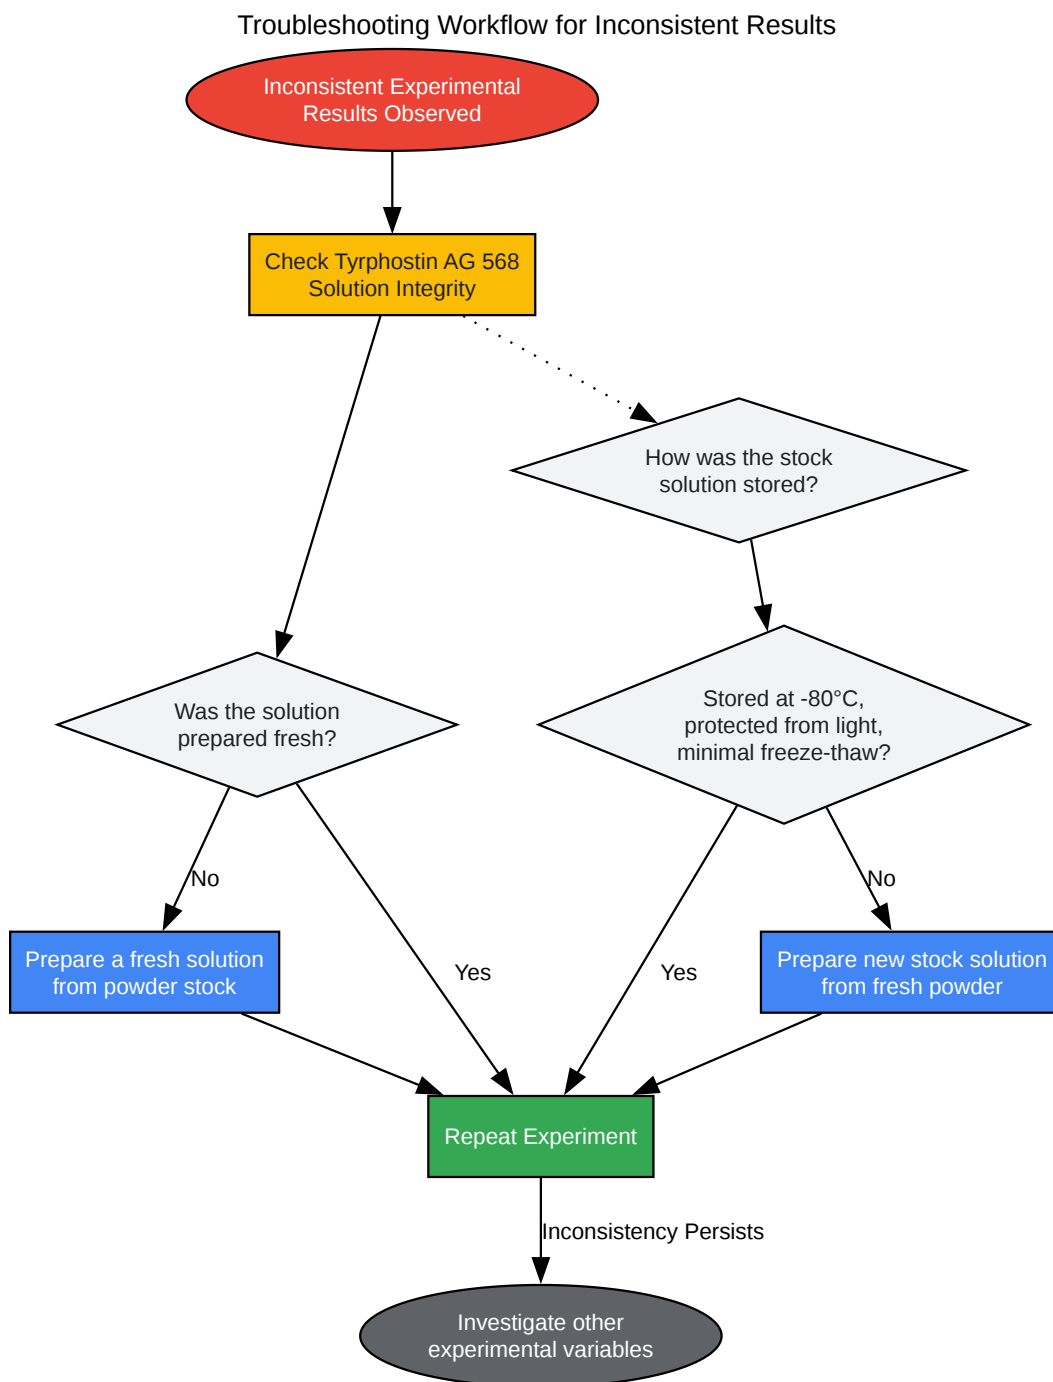 Troubleshooting Workflow for Inconsistent Results
Inconsistent Experimental
Results Observed
Check Tyrphostin AG 568
Solution Integrity
How was the stock
solution stored?
Was the solution
prepared fresh?
Stored at -80°C,
protected from light,
minimal freeze-thaw?
No
No
Prepare a fresh solution
from powder stock
Yes
Yes
Prepare new stock solution
from fresh powder
Repeat Experiment
Inconsistency Persists
Investigate other
experimental variables